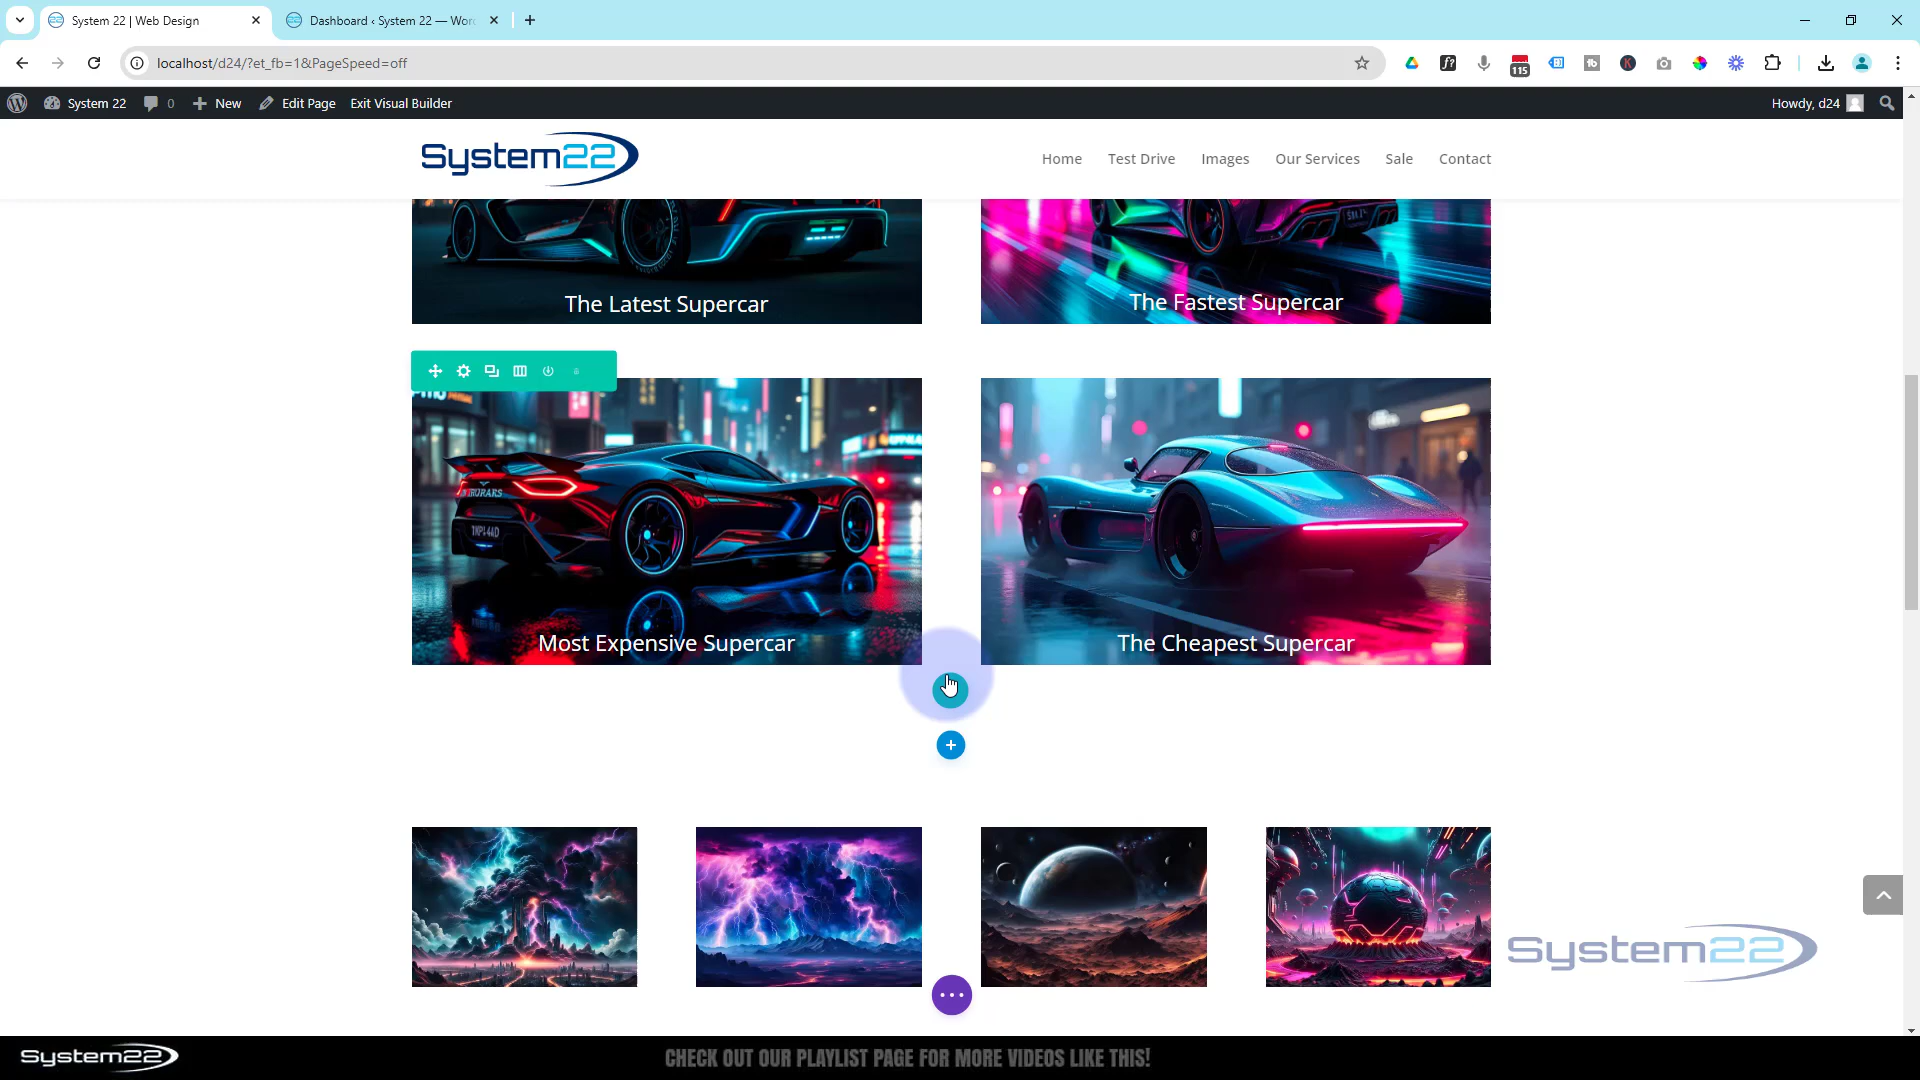 System 22 | Web Design
Dashboard ‹ System 22 — Wor
localhost/d24/?et_fb=1&PageSpeed=off
115
System 22
0
New
Edit Page
Exit Visual Builder
Howdy, d24
System22
Home
Test Drive
Images
Our Services
Sale
Contact
The Latest Supercar
The Fastest Supercar
Most Expensive Supercar
The Cheapest Supercar
System22
System22
CHECK OUT OUR PLAYLIST PAGE FOR MORE VIDEOS LIKE THIS!